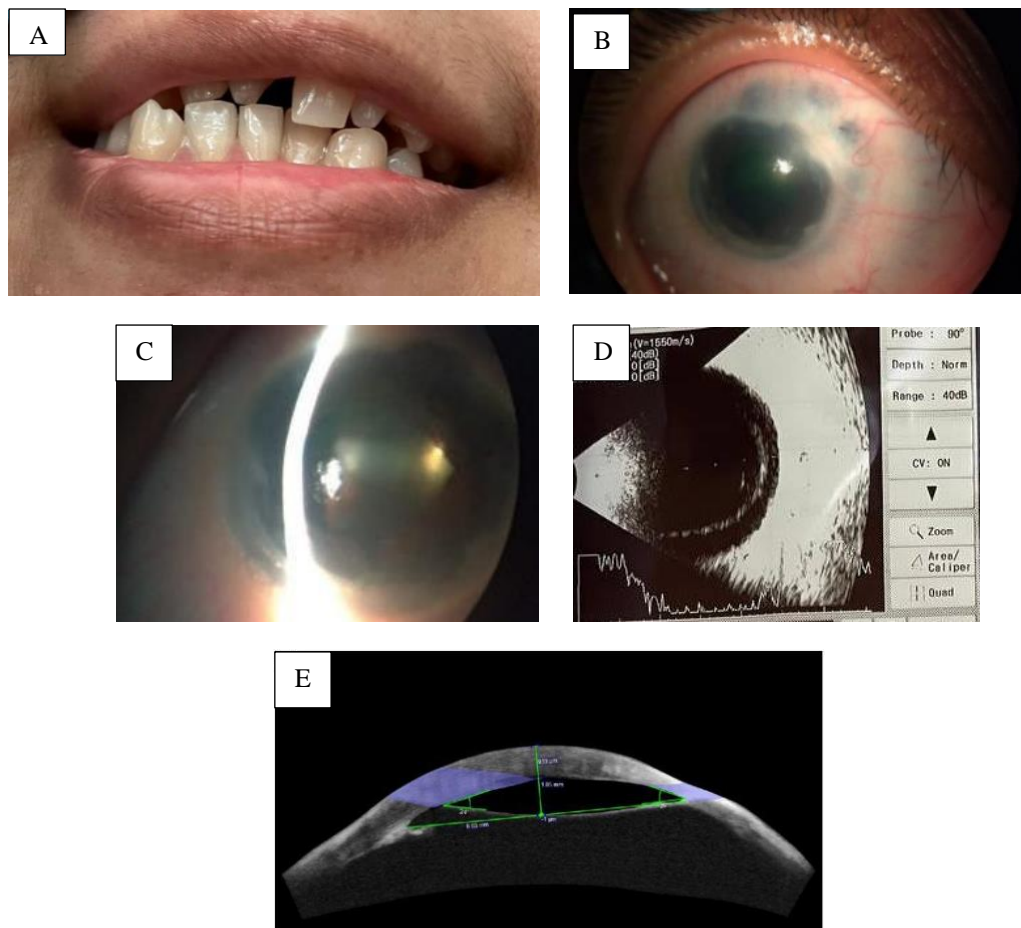 A
B
C
D
(V=1550m/s)
40dB]
0[dB]
0[dB]
Probe : 90°
Depth : Norm
Range : 40dB
CV: ON
Zoom
Area/
Caliper
Quad
E